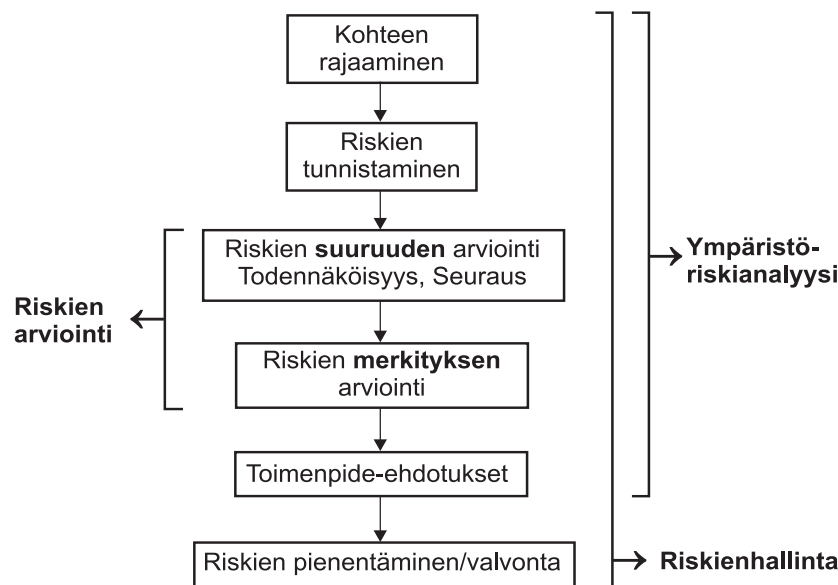 Kohteen
rajaaminen
Riskien
tunnistaminen
Riskien suuruuden arviointi
Todennäköisyys, Seuraus
Riskien merkityksen
arviointi
Toimenpide-ehdotukset
Riskien pienentäminen/valvonta
Riskien
arviointi
Ympäristö-
riskianalyysi
Riskienhallinta